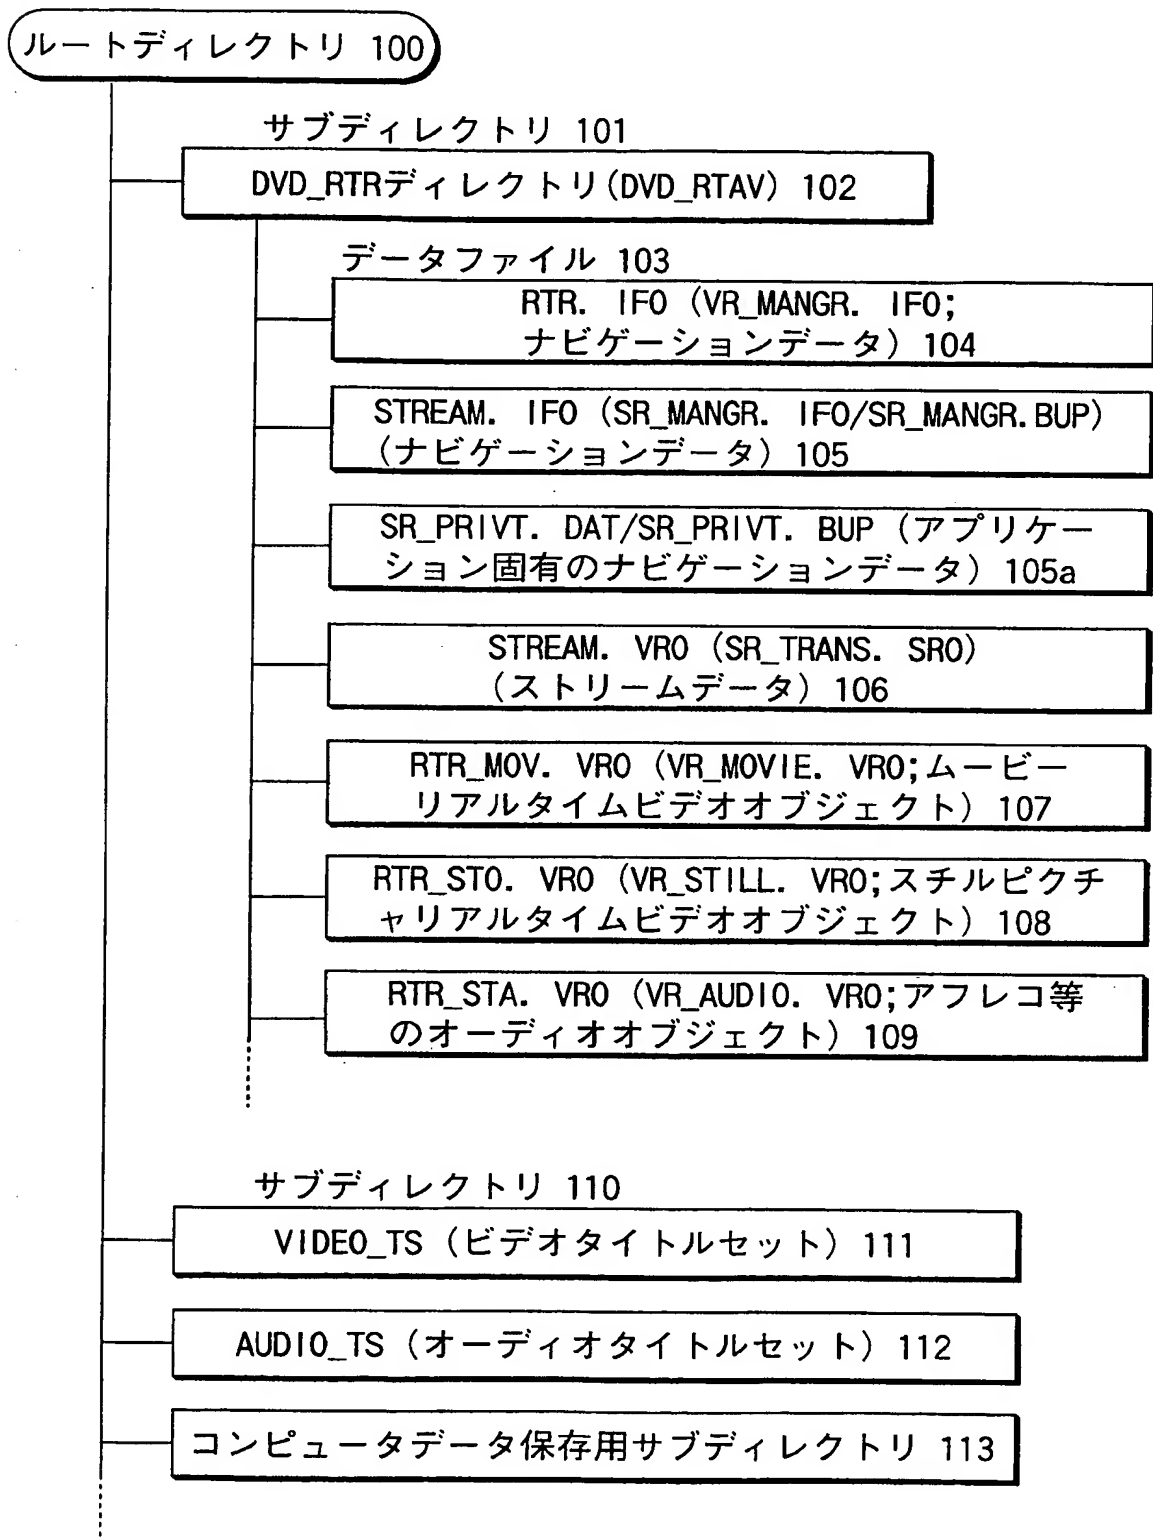 ルートディレクトリ 100
サブディレクトリ 101
DVD_RTRディレクトリ(DVD_RTAV) 102
データファイル 103
RTR. IFO (VR_MANGR. IFO;
ナビゲーションデータ) 104
STREAM. IFO (SR_MANGR. IFO/SR_MANGR.BUP)
(ナビゲーションデータ) 105
SR_PRIVT. DAT/SR_PRIVT. BUP (アプリケー
ション固有のナビゲーションデータ) 105a
STREAM. VRO (SR_TRANS. SRO)
(ストリームデータ) 106
RTR_MOV. VRO (VR_MOVIE. VRO;ムービー
リアルタイムビデオオブジェクト) 107
RTR_STO. VRO (VR_STILL. VRO;スチルピクチ
ャリアルタイムビデオオブジェクト) 108
RTR_STA. VRO (VR_AUDIO. VRO;アフレコ等
のオーディオオブジェクト) 109
サブディレクトリ 110
VIDEO_TS (ビデオタイトルセット) 111
AUDIO_TS (オーディオタイトルセット) 112
コンピュータデータ保存用サブディレクトリ 113